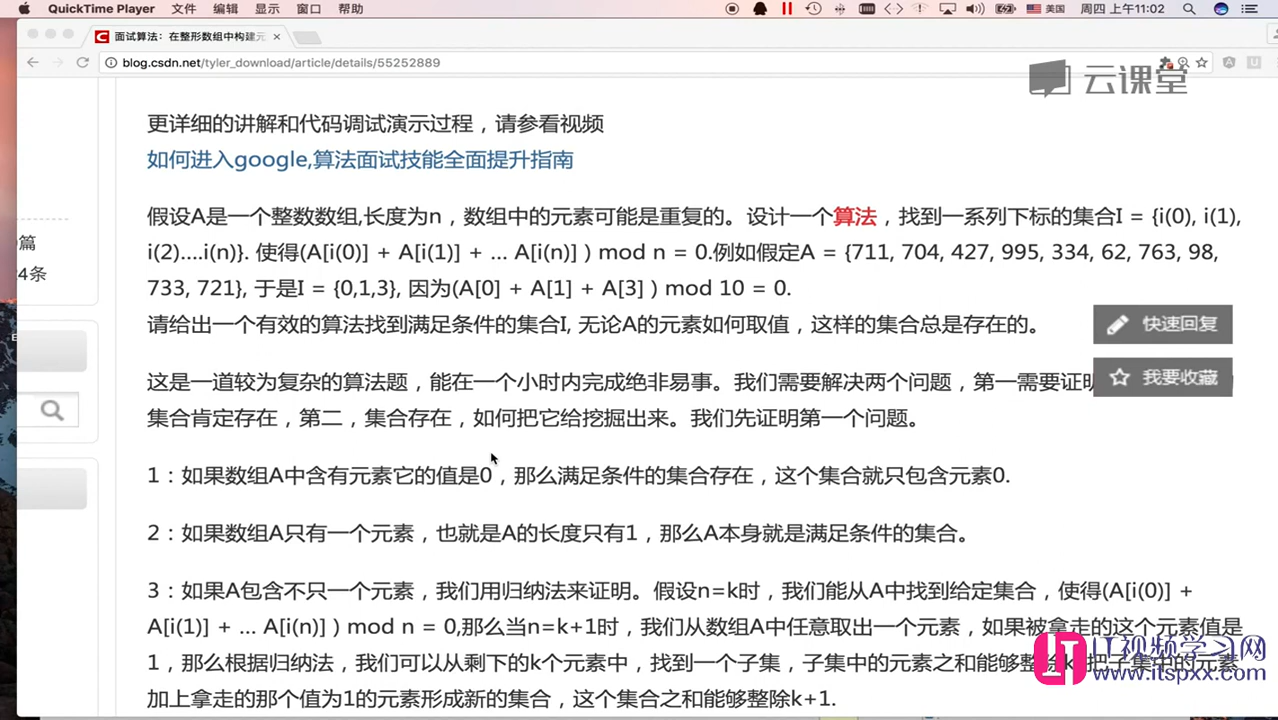 QuickTime Player 文件 编辑 显示 窗口 帮助 美国 周四 上午11:02
面试算法：在整形数组中构建元
blog.csdn.net/tyler_download/article/details/55252889
云课堂
更详细的讲解和代码调试演示过程，请参看视频
如何进入google,算法面试技能全面提升指南
假设A是一个整数数组,长度为n，数组中的元素可能是重复的。设计一个算法，找到一系列下标的集合I = {i(0), i(1),
篇
i(2)....i(n)}. 使得(A[i(0)] + A[i(1)] + ... A[i(n)] ) mod n = 0.例如假定A = {711, 704, 427, 995, 334, 62, 763, 98,
4条
733, 721}, 于是I = {0,1,3}, 因为(A[0] + A[1] + A[3] ) mod 10 = 0.
请给出一个有效的算法找到满足条件的集合I, 无论A的元素如何取值，这样的集合总是存在的。
快速回复
这是一道较为复杂的算法题，能在一个小时内完成绝非易事。我们需要解决两个问题，第一需要证明
我要收藏
集合肯定存在，第二，集合存在，如何把它给挖掘出来。我们先证明第一个问题。
1：如果数组A中含有元素它的值是0，那么满足条件的集合存在，这个集合就只包含元素0.
2：如果数组A只有一个元素，也就是A的长度只有1，那么A本身就是满足条件的集合。
3：如果A包含不只一个元素，我们用归纳法来证明。假设n=k时，我们能从A中找到给定集合，使得(A[i(0)] +
A[i(1)] + ... A[i(n)] ) mod n = 0,那么当n=k+1时，我们从数组A中任意取出一个元素，如果被拿走的这个元素值是
1，那么根据归纳法，我们可以从剩下的k个元素中，找到一个子集，子集中的元素之和能够整除k,把子集中的元素
加上拿走的那个值为1的元素形成新的集合，这个集合之和能够整除k+1.
IT视频学习网
www.itspxx.com